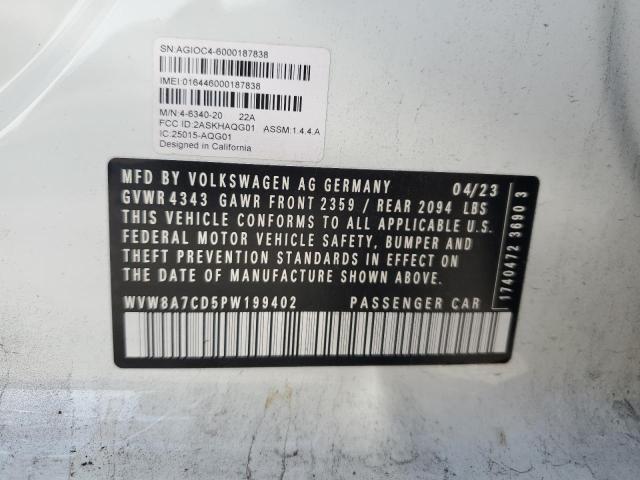 SN:AGIOC4-6000187838
IMEI:016446000187838
M/N:4-6340-20 22A
FCC ID:2ASKHAQG01 ASSM:1.4.4.A
IC:25015-AQG01
Designed in California
MFD BY VOLKSWAGEN AG GERMANY 04/23
GVWR 4343 GAWR FRONT 2359 / REAR 2094 LBS
THIS VEHICLE CONFORMS TO ALL APPLICABLE U.S.
FEDERAL MOTOR VEHICLE SAFETY, BUMPER AND
THEFT PREVENTION STANDARDS IN EFFECT ON
THE DATE OF MANUFACTURE SHOWN ABOVE.
WVW8A7CD5PW199402 PASSENGER CAR
1740472 3690 3